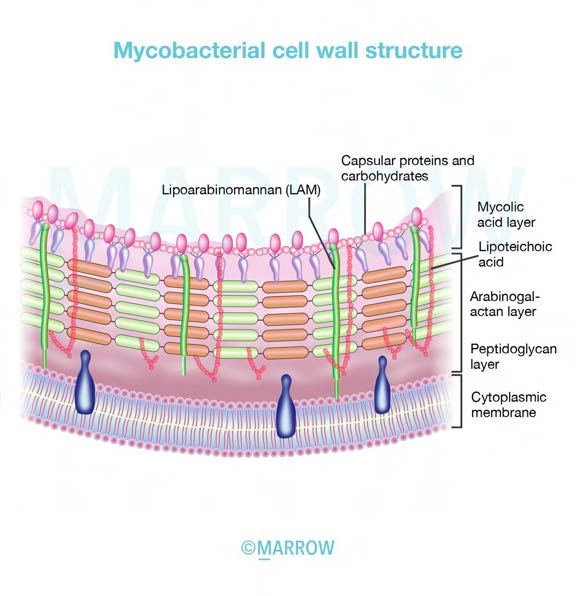 Mycobacterial cell wall structure
MARROW
Capsular proteins and
carbohydrates
Lipoarabinomannan (LAM)
Mycolic
acid layer
Lipoteichoic
acid
Arabinogal-
actan layer
Peptidoglycan
layer
Cytoplasmic
membrane
©MARROW